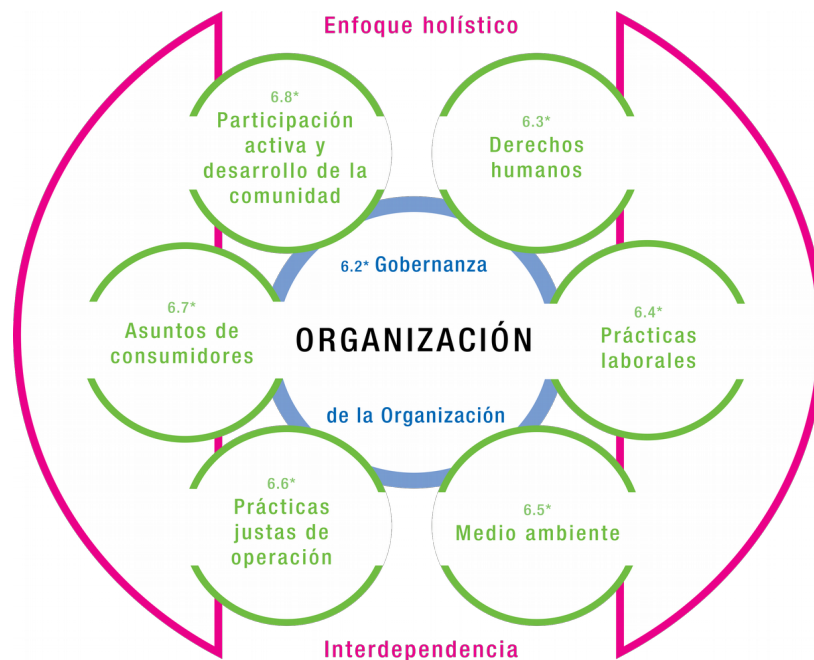 Enfoque holístico
6.8*
Participación
activa y
desarrollo de la
comunidad
6.3*
Derechos
humanos
6.2* Gobernanza
6.7*
Asuntos de
consumidores
ORGANIZACIÓN
6.4*
Prácticas
laborales
de la Organización
6.6*
Prácticas
justas de
operación
6.5*
Medio ambiente
Interdependencia